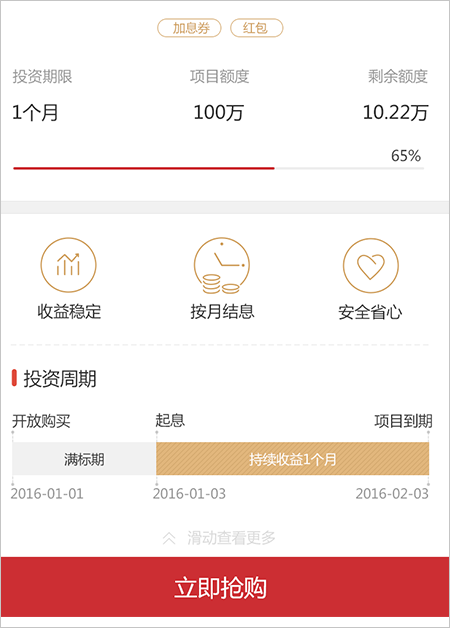 加息券 红包
投资期限 项目额度 剩余额度
1个月 100万 10.22万
65%
收益稳定 按月结息 安全省心
投资周期
开放购买 起息 项目到期
满标期 持续收益1个月
2016-01-01 2016-01-03 2016-02-03
滑动查看更多
立即抢购